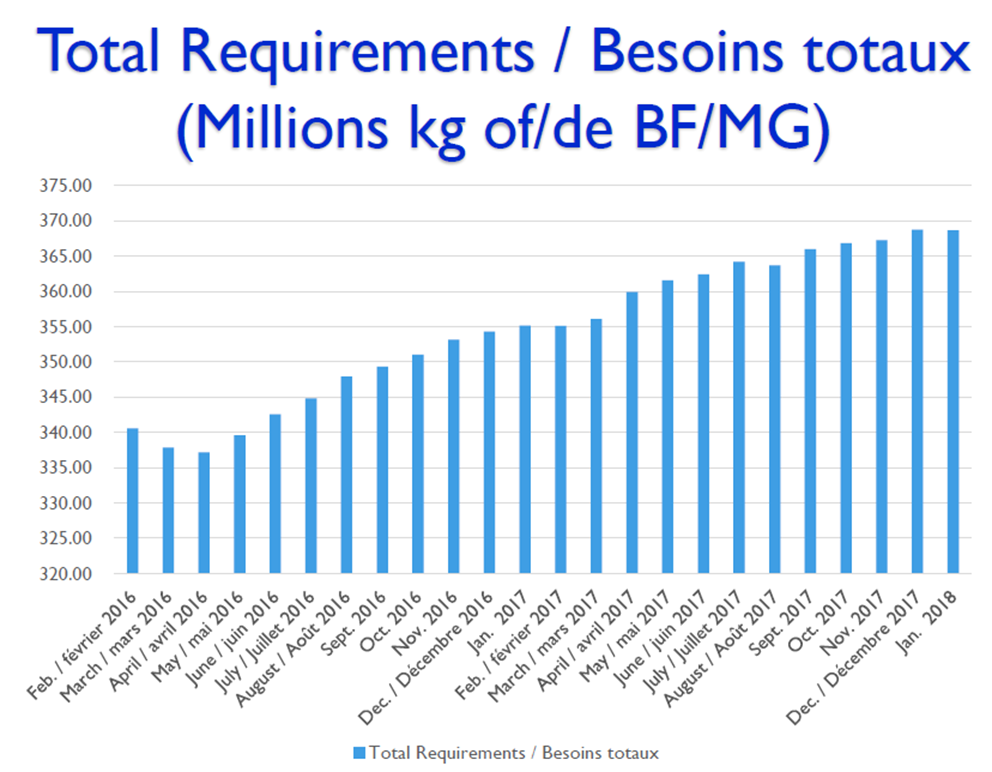 Total Requirements / Besoins totaux
(Millions kg of/de BF/MG)
375.00
370.00
365.00
360.00
355.00
350.00
345.00
340.00
335.00
330.00
325.00
320.00
Feb. / février 2016
March / mars 2016
April / avril 2016
May / mai 2016
June / juin 2016
July / Juillet 2016
August / Août 2016
Sept. 2016
Oct. 2016
Nov. 2016
Dec. / Décembre 2016
Jan. 2017
Feb. / février 2017
March / mars 2017
April / avril 2017
May / mai 2017
June / juin 2017
July / Juillet 2017
August / Août 2017
Sept. 2017
Oct. 2017
Nov. 2017
Dec. / Décembre 2017
Jan. 2018
Total Requirements / Besoins totaux